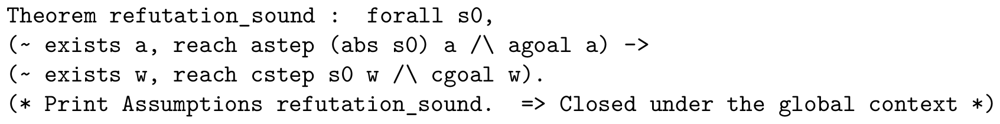 Theorem refutation_sound :  forall s0,
(~ exists a, reach astep (abs s0) a /\ agoal a) ->
(~ exists w, reach cstep s0 w /\ cgoal w).
(* Print Assumptions refutation_sound.  => Closed under the global context *)